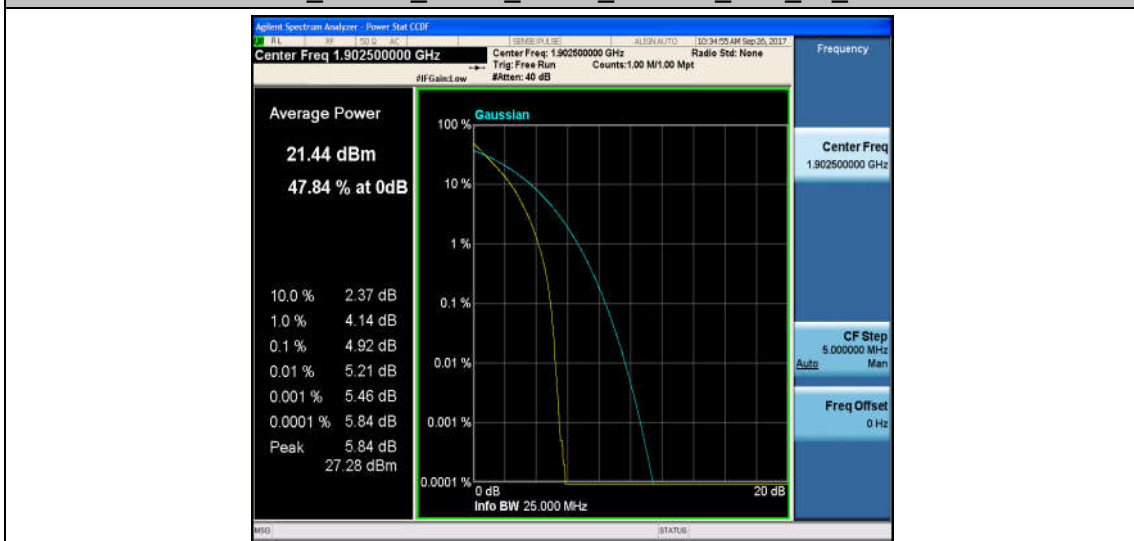 Agilent Spectrum Analyzer - Power Stat CCDF
RL RF 50 Ω AC SENSE:PULSE ALIGN AUTO 10:34:55 AM Sep 26, 2017
Center Freq 1.902500000 GHz
Center Freq: 1.902500000 GHz Radio Std: None
Trig: Free Run Counts:1.00 M/1.00 Mpt
#IFGain:Low #Atten: 40 dB
Frequency
Average Power
21.44 dBm
47.84 % at 0dB
10.0 % 2.37 dB
1.0 % 4.14 dB
0.1 % 4.92 dB
0.01 % 5.21 dB
0.001 % 5.46 dB
0.0001 % 5.84 dB
Peak 5.84 dB
27.28 dBm
Gaussian
100 %
10 %
1 %
0.1 %
0.01 %
0.001 %
0.0001 %
0 dB 20 dB
Info BW 25.000 MHz
Center Freq
1.902500000 GHz
CF Step
5.000000 MHz
Auto Man
Freq Offset
0 Hz
MSG STATUS